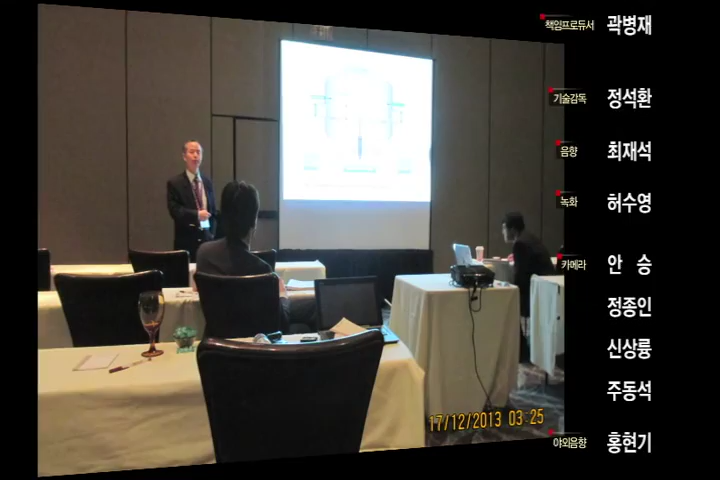 책임프로듀서 곽병재
기술감독 정석환
음향 최재석
녹화 허수영
카메라 안 승
정종인
신상륭
주동석
17/12/2013 03:25
야외음향 홍현기